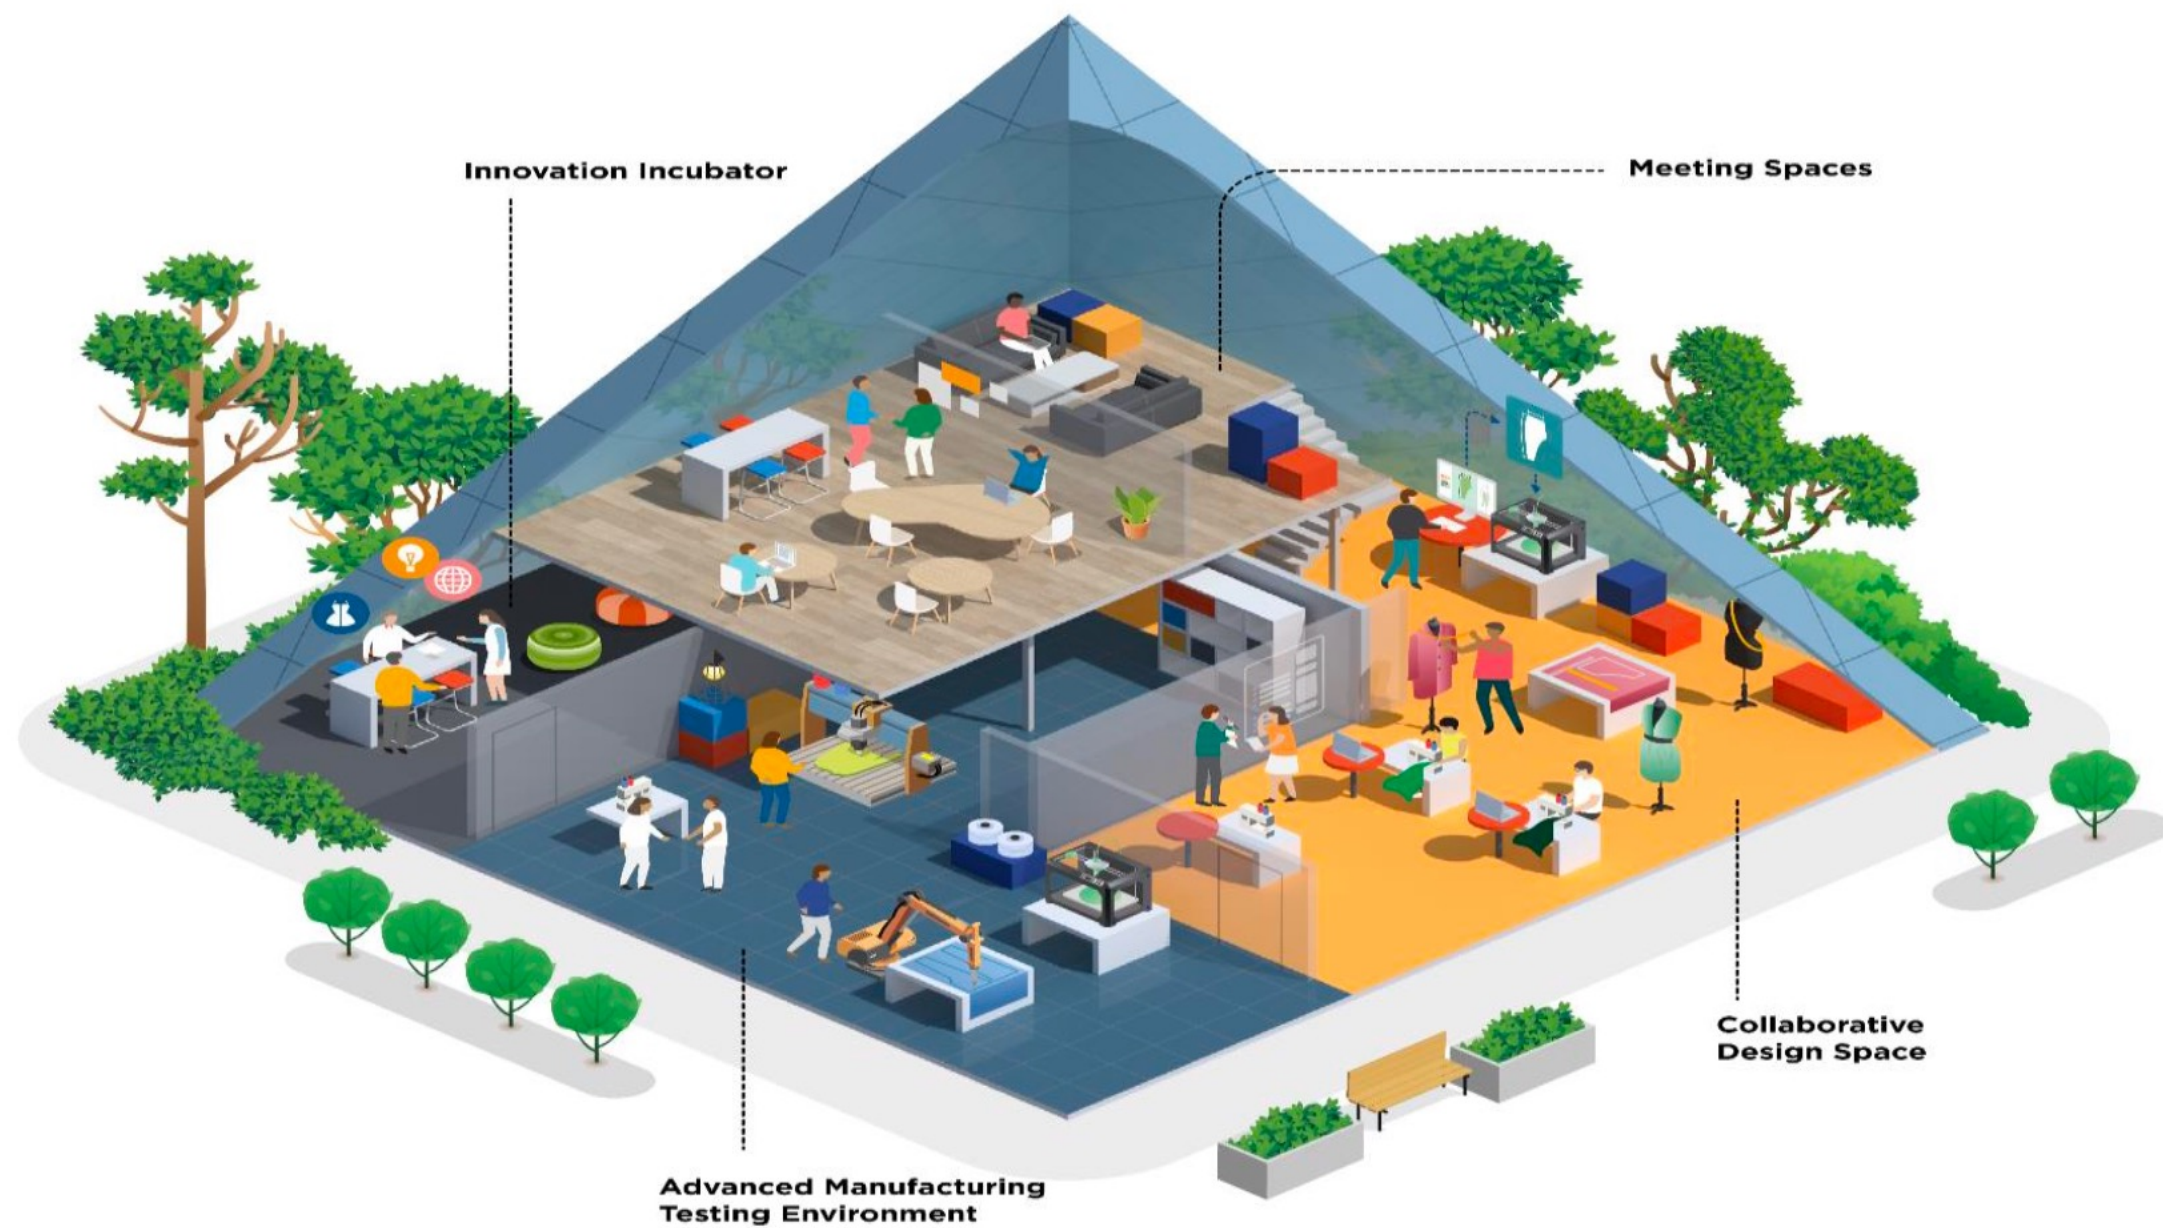 Innovation Incubator
Meeting Spaces
Collaborative
Design Space
Advanced Manufacturing
Testing Environment